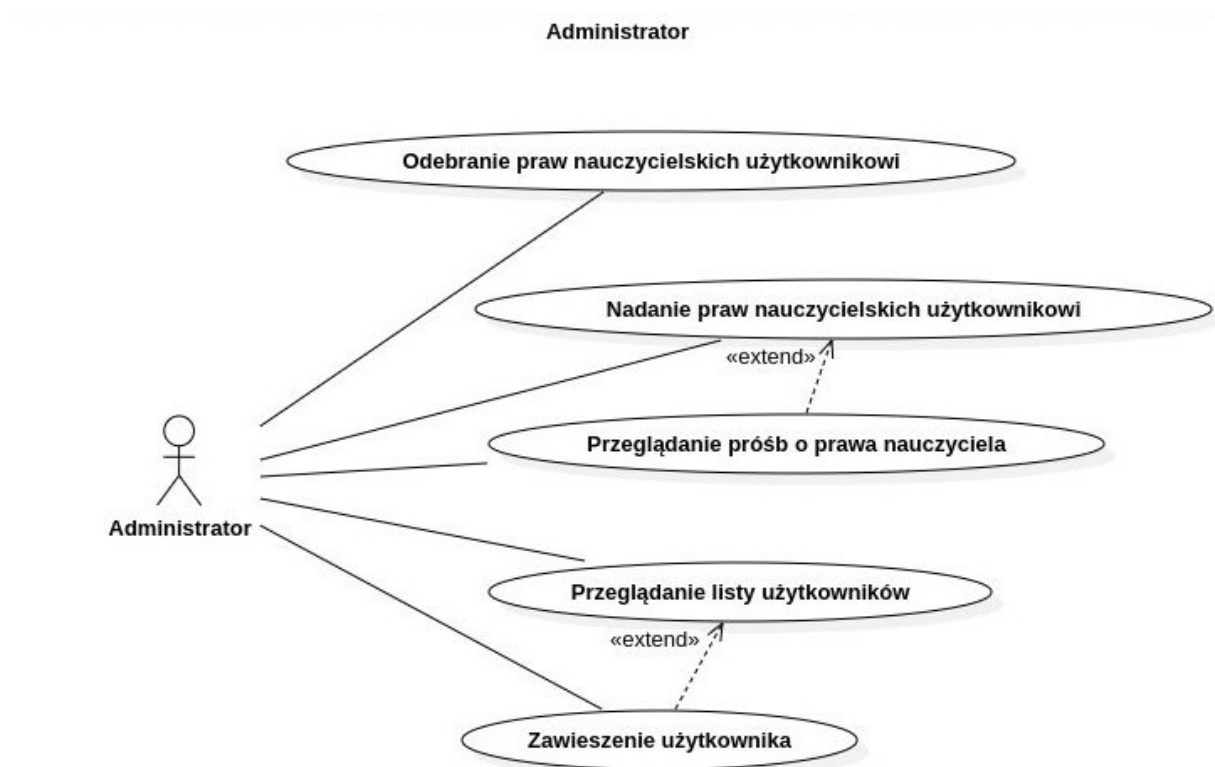 Administrator
Odebranie praw nauczycielskich użytkownikowi
Nadanie praw nauczycielskich użytkownikowi
«extend»
Przeglądanie próśb o prawa nauczyciela
Administrator
Przeglądanie listy użytkowników
«extend»
Zawieszenie użytkownika